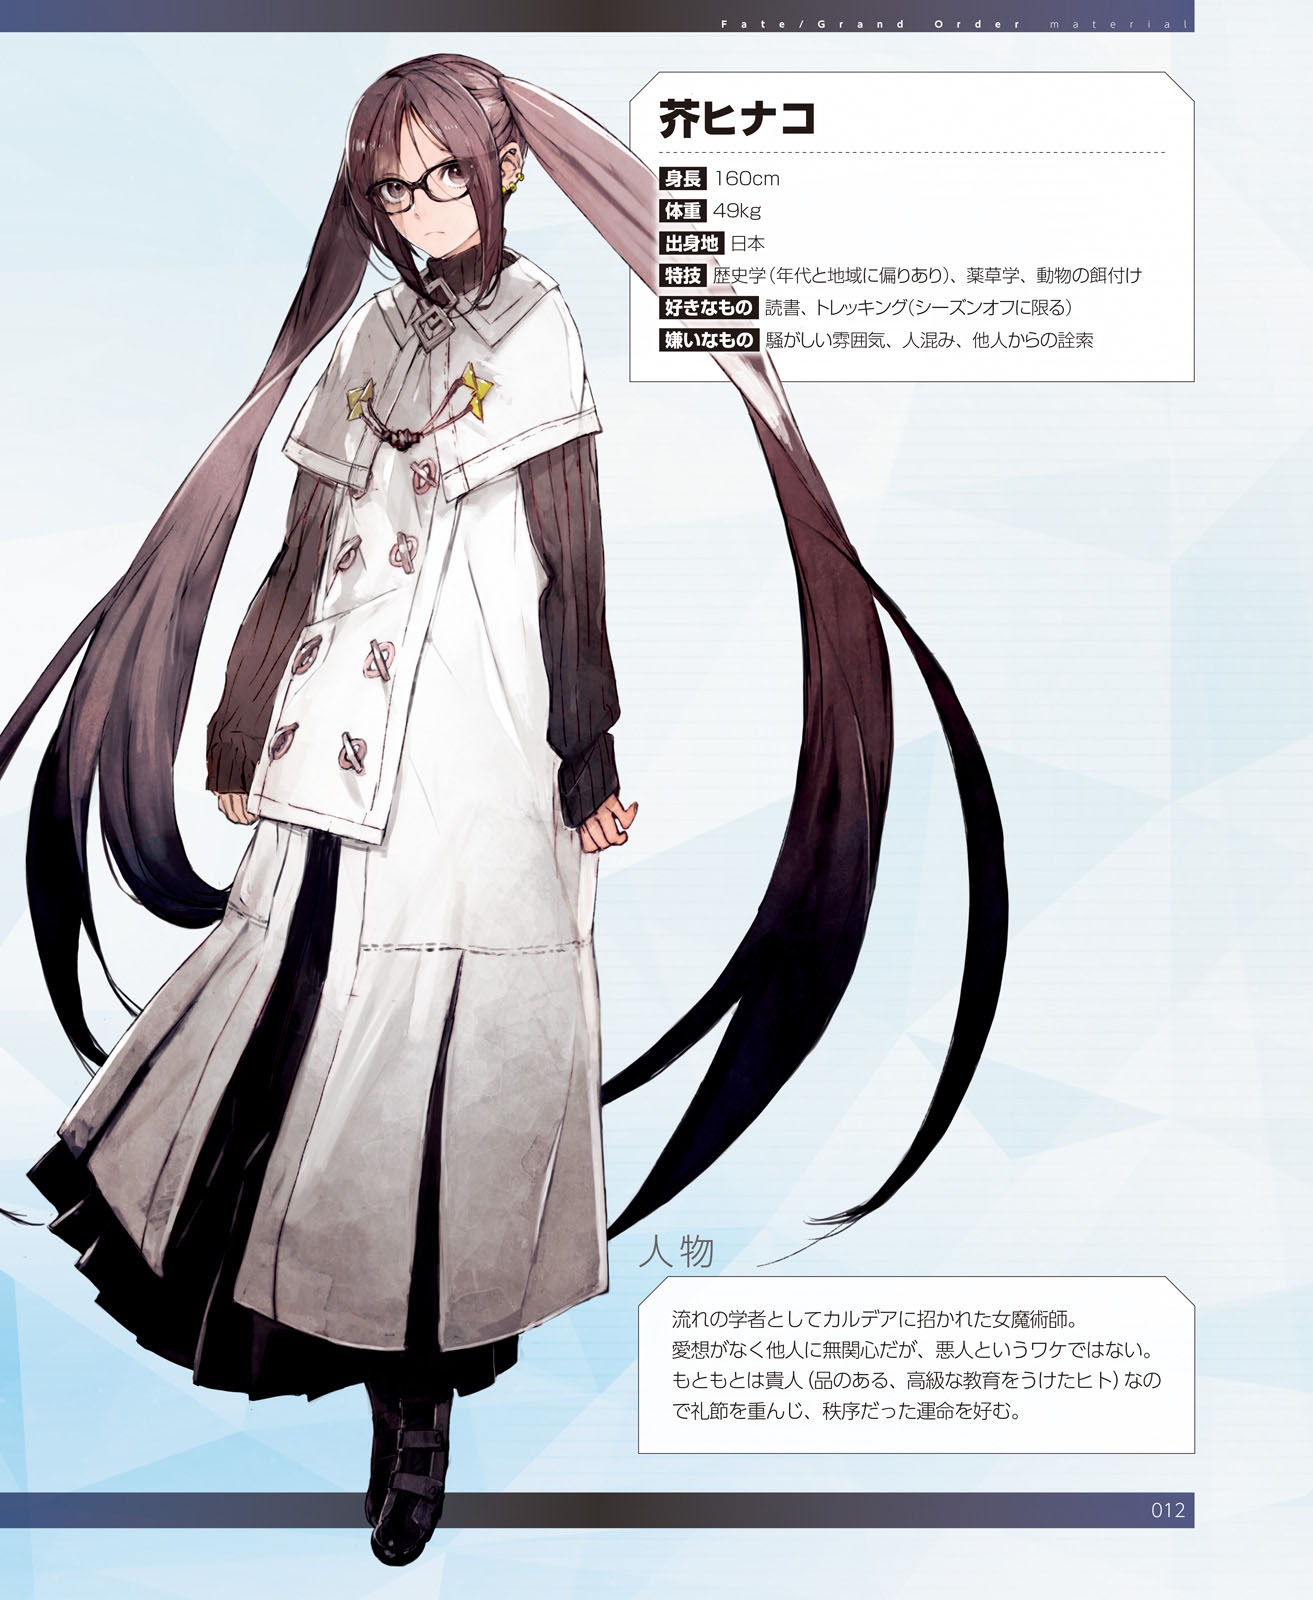 Fate/Grand Order material
芥ヒナコ
身長 160cm
体重 49kg
出身地 日本
特技 歴史学（年代と地域に偏りあり）、薬草学、動物の餌付け
好きなもの 読書、トレッキング（シーズンオフに限る）
嫌いなもの 騒がしい雰囲気、人混み、他人からの詮索
人物
流れの学者としてカルデアに招かれた女魔術師。
愛想がなく他人に無関心だが、悪人というワケではない。
もともとは貴人（品のある、高級な教育をうけたヒト）なの
で礼節を重んじ、秩序だった運命を好む。
012